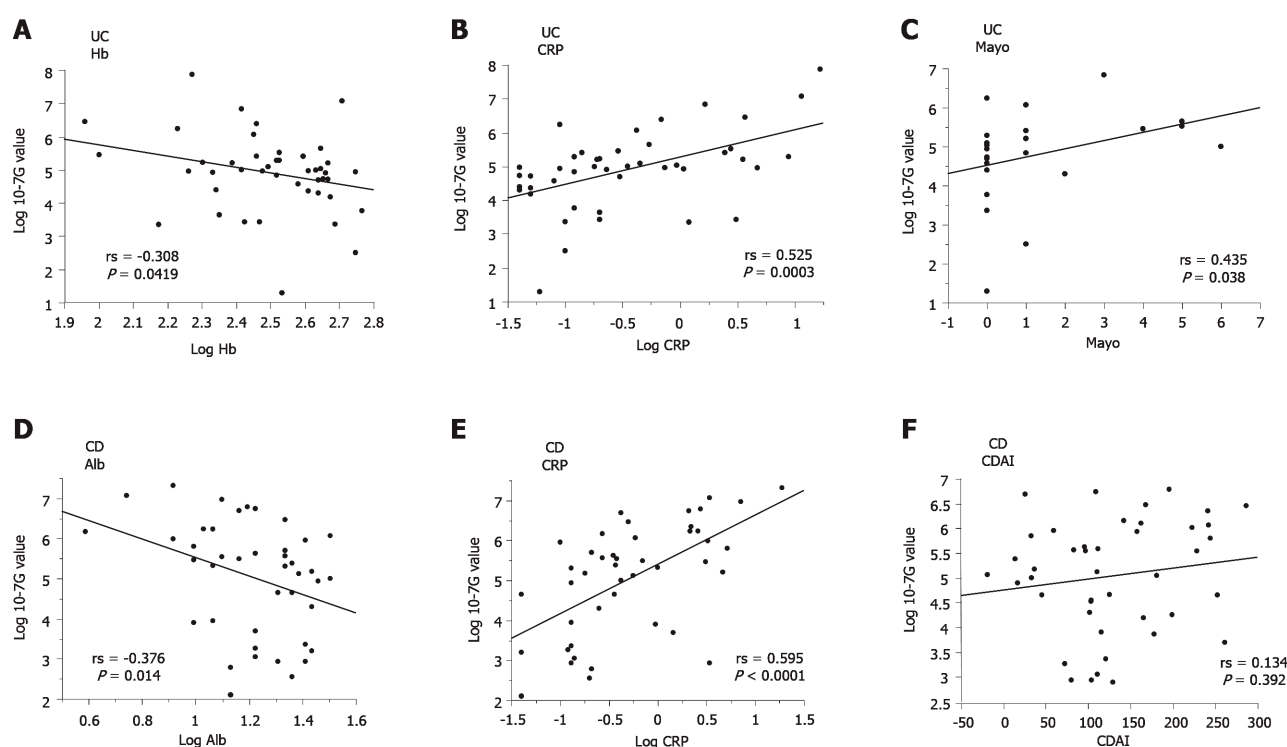 A
UC
Hb
Log 10-7G value
8
7
6
5
4
3
2
1
rs = -0.308
P = 0.0419
1.9 2 2.2 2.3 2.4 2.5 2.6 2.7 2.8
Log Hb
B
UC
CRP
Log 10-7G value
8
7
6
5
4
3
2
1
rs = 0.525
P = 0.0003
-1.5 -1 -0.5 0 0.5 1
Log CRP
C
UC
Mayo
Log 10-7G value
7
6
5
4
3
2
1
rs = 0.435
P = 0.038
-1 0 1 2 3 4 5 6 7
Mayo
D
CD
Alb
Log 10-7G value
7
6
5
4
3
2
rs = -0.376
P = 0.014
0.6 0.8 1 1.2 1.4 1.6
Log Alb
E
CD
CRP
Log 10-7G value
7
6
5
4
3
2
rs = 0.595
P < 0.0001
-1.5 -1 -0.5 0 0.5 1 1.5
Log CRP
F
CD
CDAI
Log 10-7G value
7
6.5
6
5.5
5
4.5
4
3.5
3
2.5
rs = 0.134
P = 0.392
-50 0 50 100 150 200 250 300
CDAI